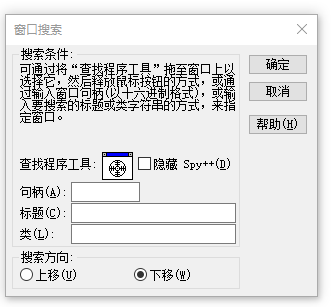 窗口搜索
搜索条件:
可通过将“查找程序工具”拖至窗口上以
选择它，然后释放鼠标按钮的方式，或通
过输入窗口句柄(以十六进制格式)，或输
入要搜索的标题或类字符串的方式，来指
定窗口。
确定
取消
帮助(H)
查找程序工具:
隐藏 Spy++(D)
句柄(A):
标题(C):
类(L):
搜索方向:
上移(U)
下移(W)